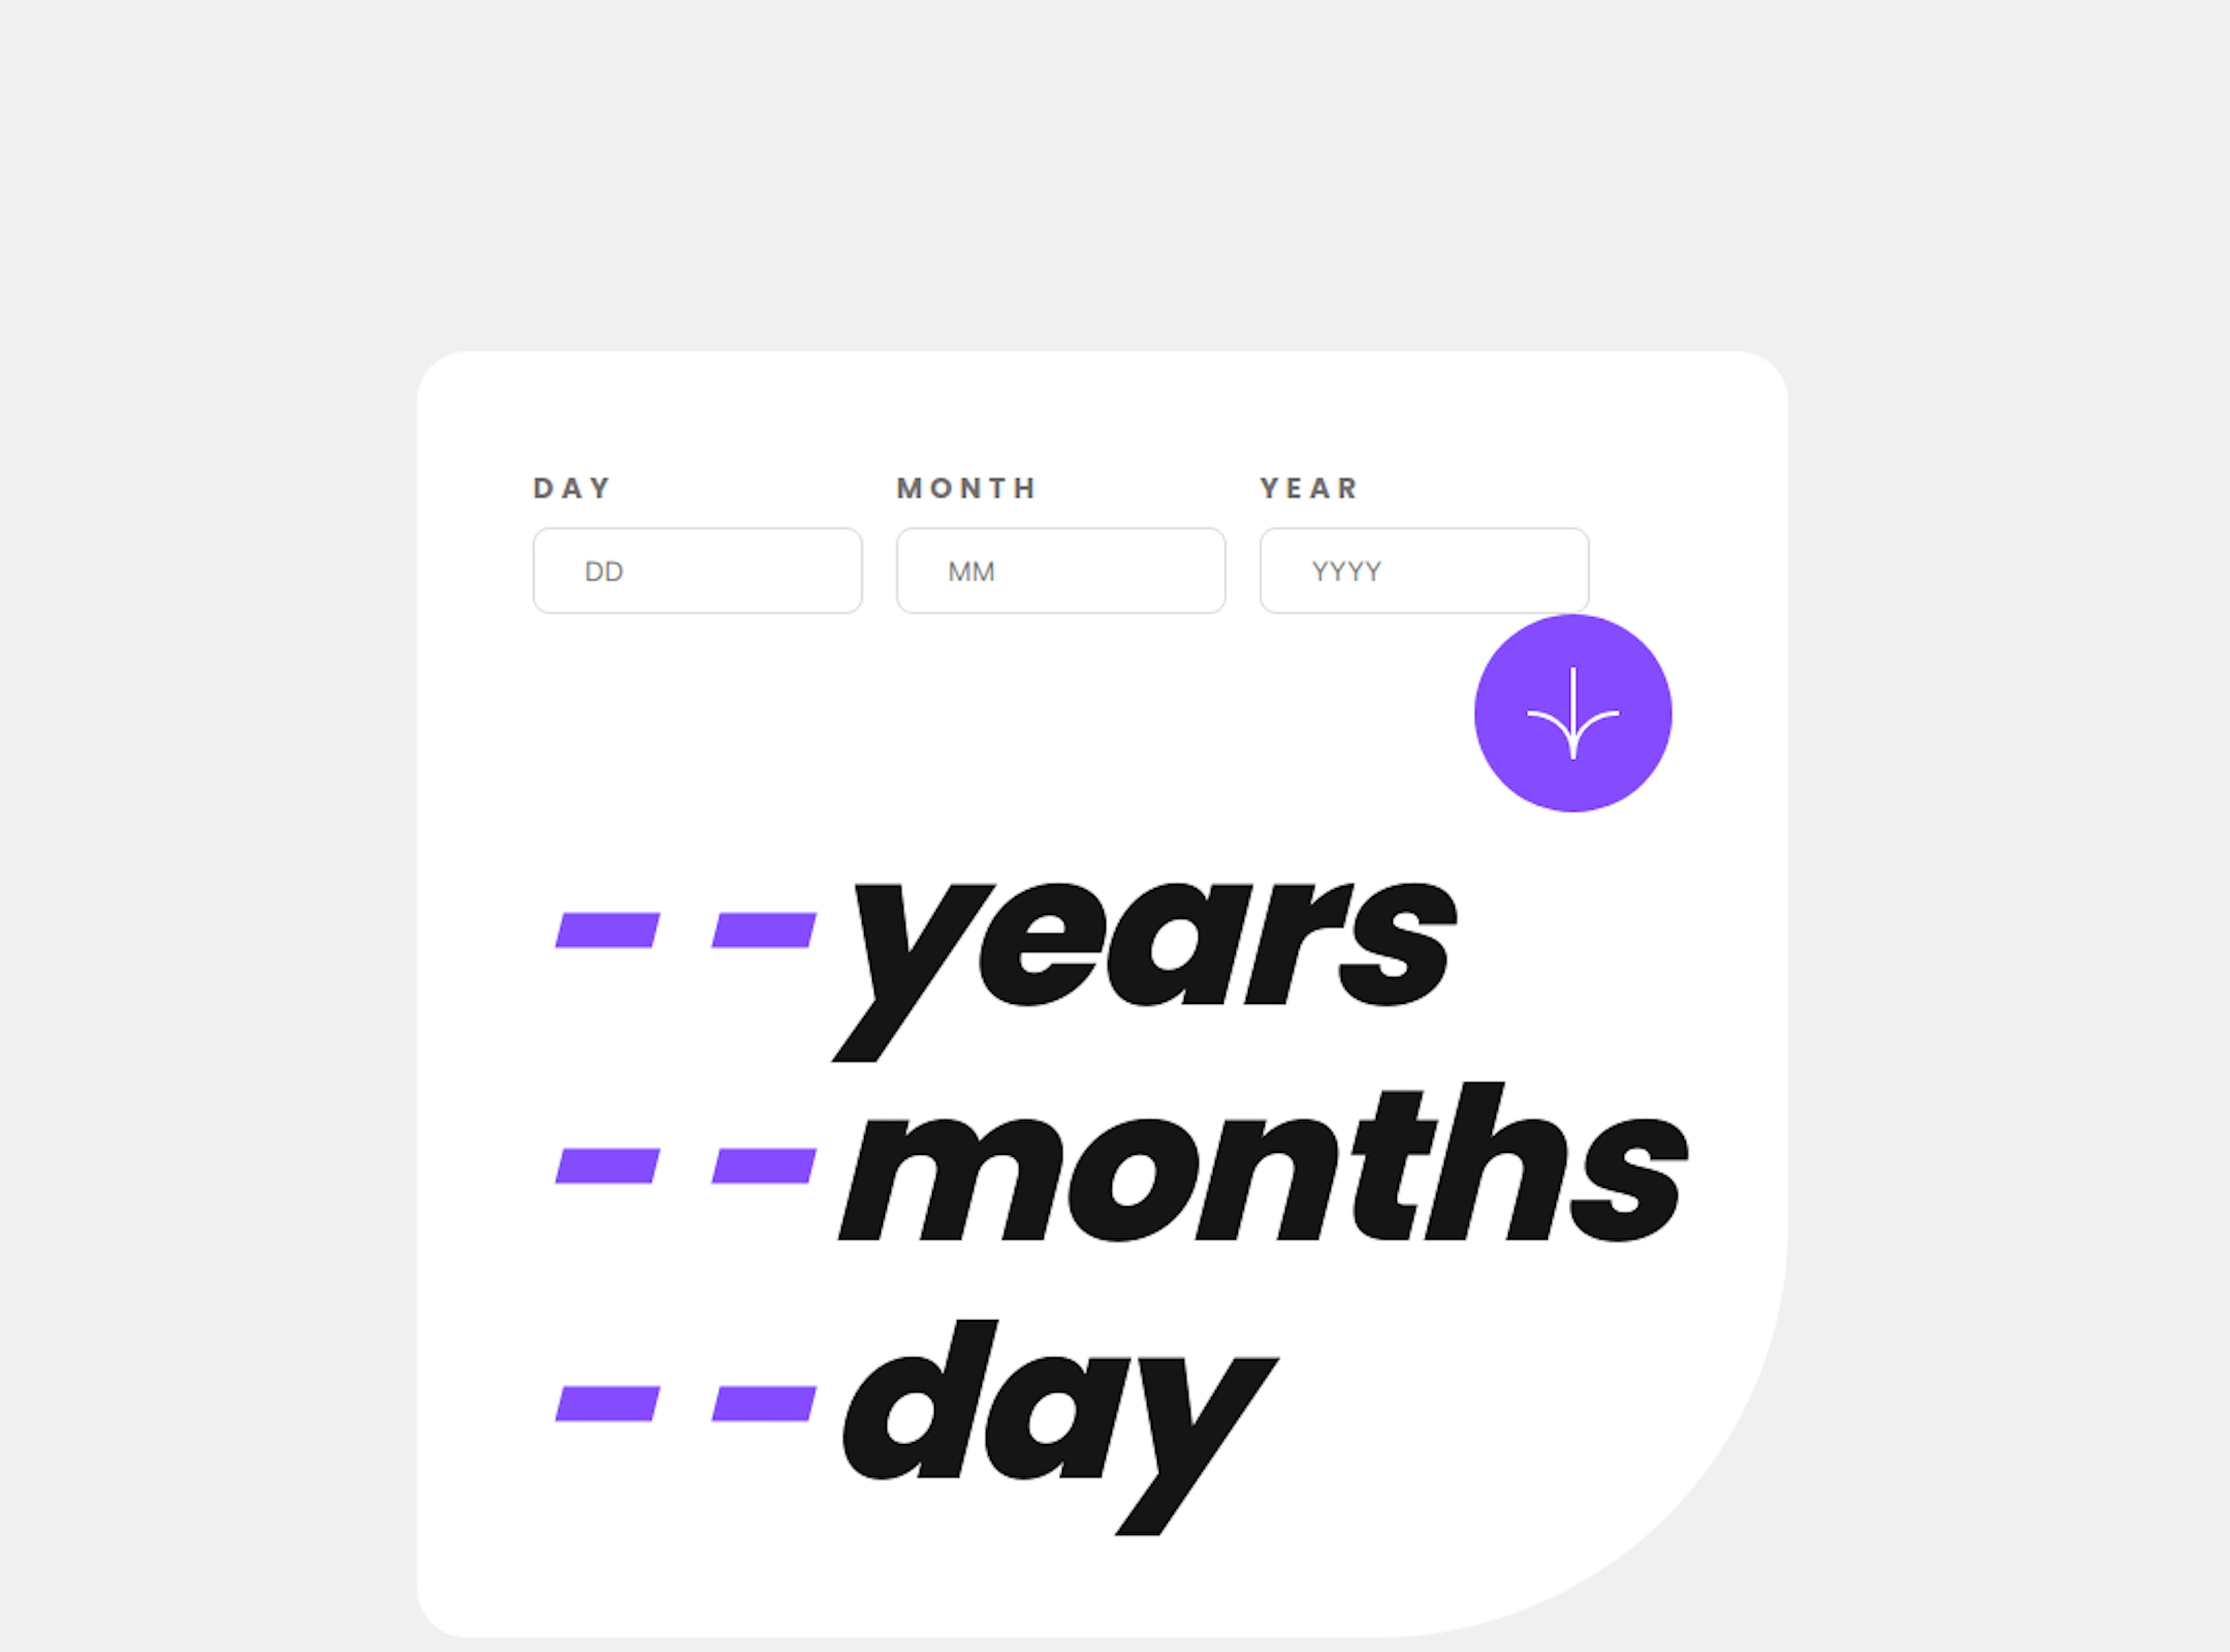 DAY MONTH YEAR
DD MM YYYY
- - years
- - months
- - day